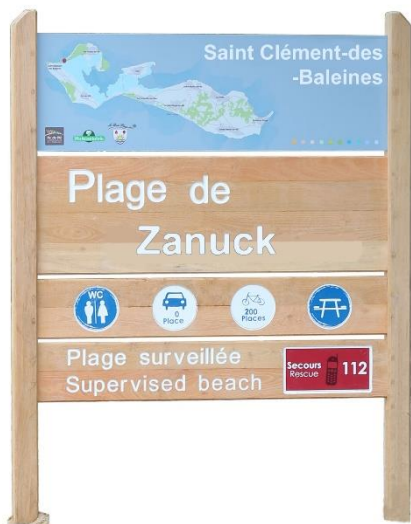 Saint Clément-des
-Baleines
Plage de
Zanuck
WC
0
Place
200
Places
Plage surveillée
Supervised beach
Secours
Rescue
112